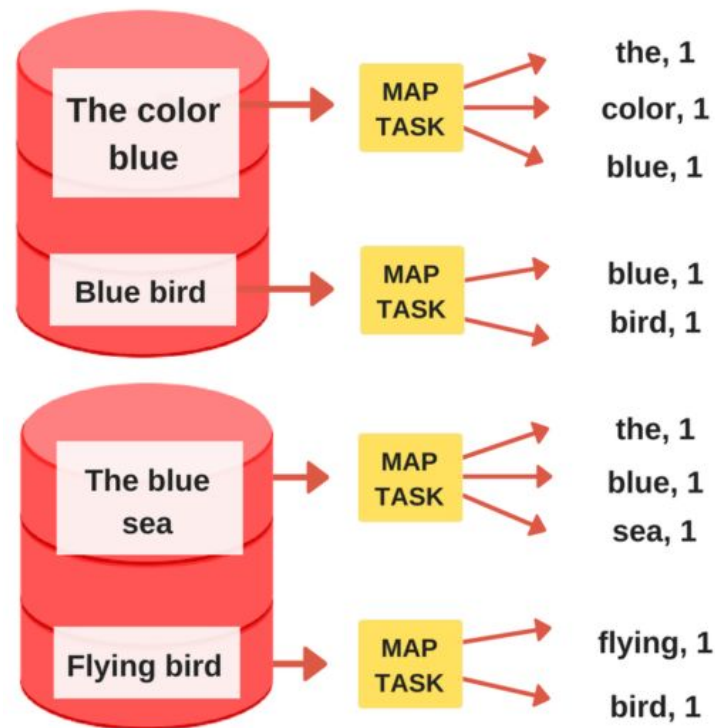 The color
blue
MAP
TASK
the, 1
color, 1
blue, 1
Blue bird
MAP
TASK
blue, 1
bird, 1
The blue
sea
MAP
TASK
the, 1
blue, 1
sea, 1
Flying bird
MAP
TASK
flying, 1
bird, 1